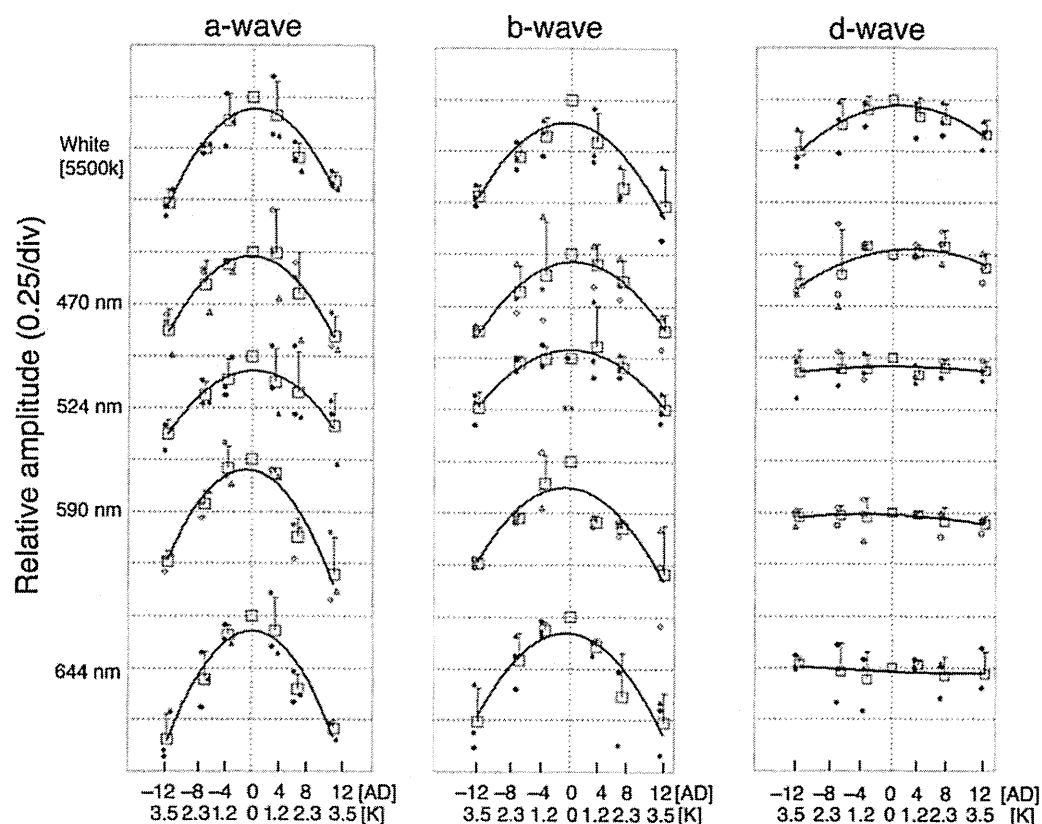 a-wave b-wave d-wave
Relative amplitude (0.25/div)
White
[5500k]
470 nm
524 nm
590 nm
644 nm
−12 −8 −4 0 4 8 12 [AD]
3.5 2.3 1.2 0 1.2 2.3 3.5 [K]
−12 −8 −4 0 4 8 12 [AD]
3.5 2.3 1.2 0 1.2 2.3 3.5 [K]
−12 −8 −4 0 4 8 12 [AD]
3.5 2.3 1.2 0 1.2 2.3 3.5 [K]